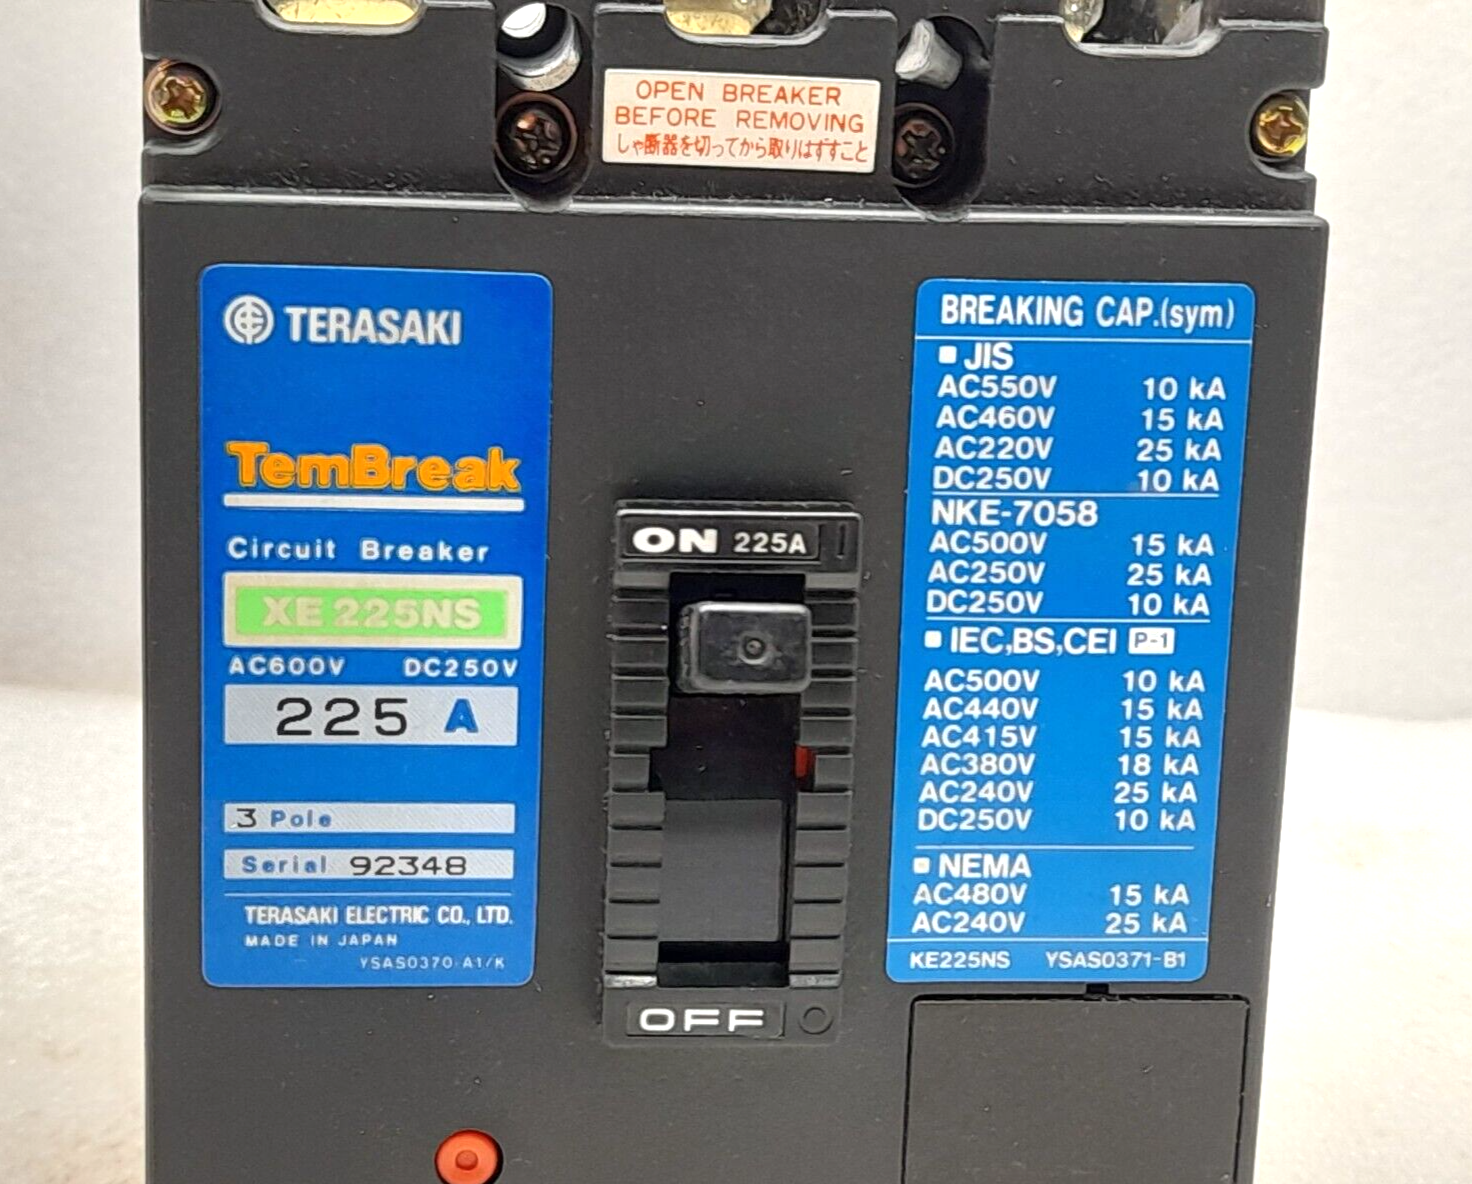 OPEN BREAKER
BEFORE REMOVING
しゃ断器を切ってから取りはずすこと
TERASAKI
TemBreak
Circuit Breaker
XE225NS
AC600V DC250V
225 A
3 Pole
Serial 92348
TERASAKI ELECTRIC CO., LTD.
MADE IN JAPAN
YSAS0370-A1/K
ON 225A
OFF
BREAKING CAP.(sym)
JIS
AC550V 10 kA
AC460V 15 kA
AC220V 25 kA
DC250V 10 kA
NKE-7058
AC500V 15 kA
AC250V 25 kA
DC250V 10 kA
IEC,BS,CEI P-1
AC500V 10 kA
AC440V 15 kA
AC415V 15 kA
AC380V 18 kA
AC240V 25 kA
DC250V 10 kA
NEMA
AC480V 15 kA
AC240V 25 kA
KE225NS YSAS0371-B1